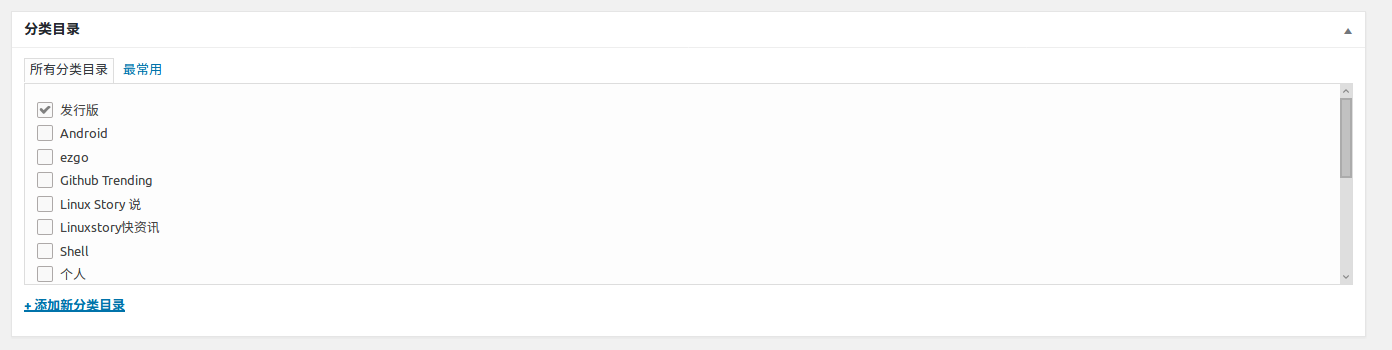 分类目录
所有分类目录 最常用
发行版
Android
ezgo
Github Trending
Linux Story 说
Linuxstory快资讯
Shell
个人
+ 添加新分类目录